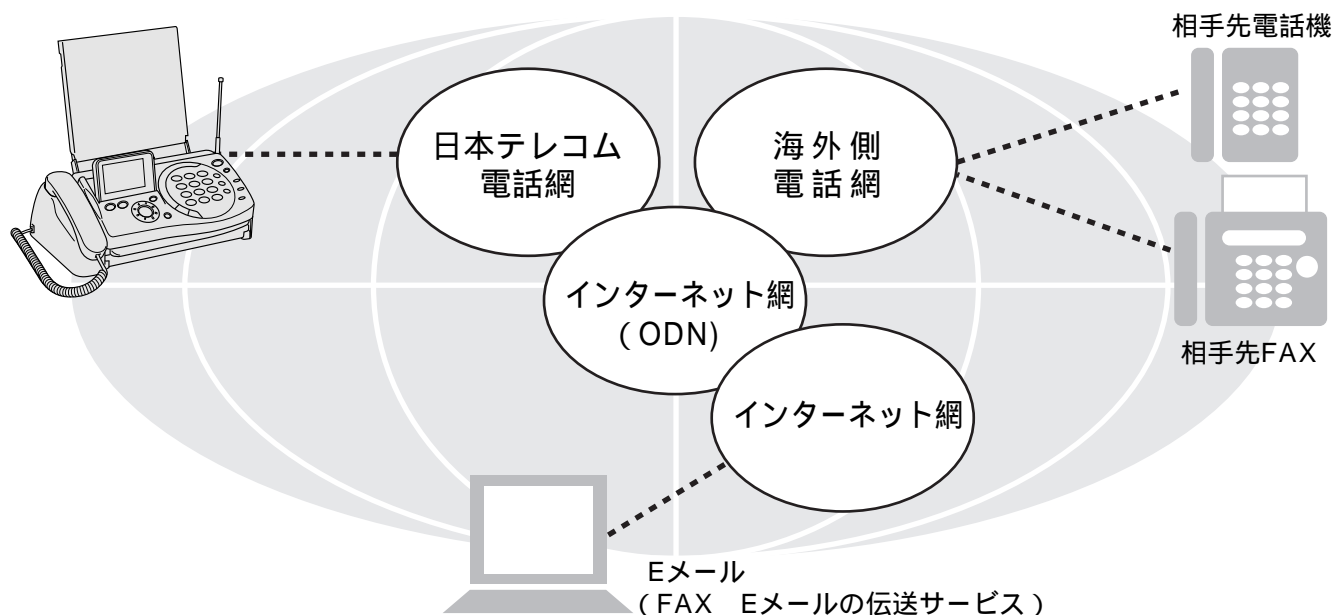 相手先電話機
日本テレコム
電話網
海外側
電話網
インターネット網
(ODN)
相手先FAX
インターネット網
Eメール
(FAX Eメールの伝送サービス)